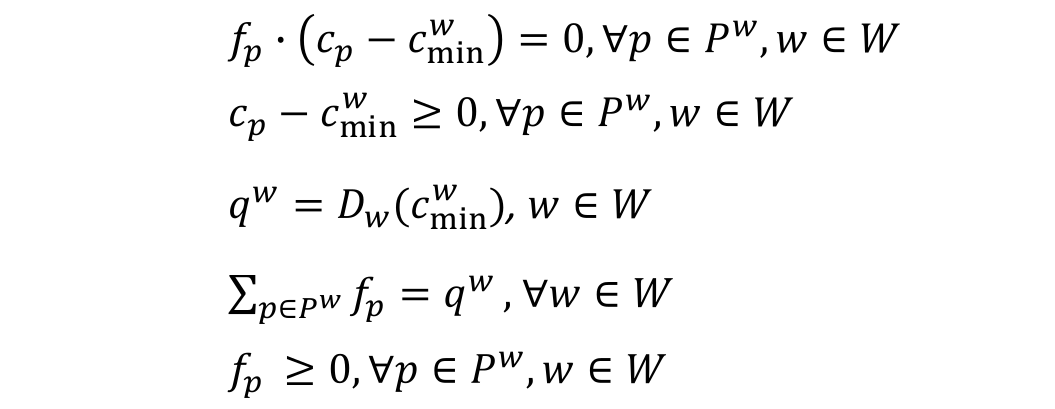 f_p · (c_p − c_min^w) = 0, ∀p ∈ P^w, w ∈ W
c_p − c_min^w ≥ 0, ∀p ∈ P^w, w ∈ W
q^w = D_w(c_min^w), w ∈ W
∑_{p∈P^w} f_p = q^w , ∀w ∈ W
f_p ≥ 0, ∀p ∈ P^w, w ∈ W